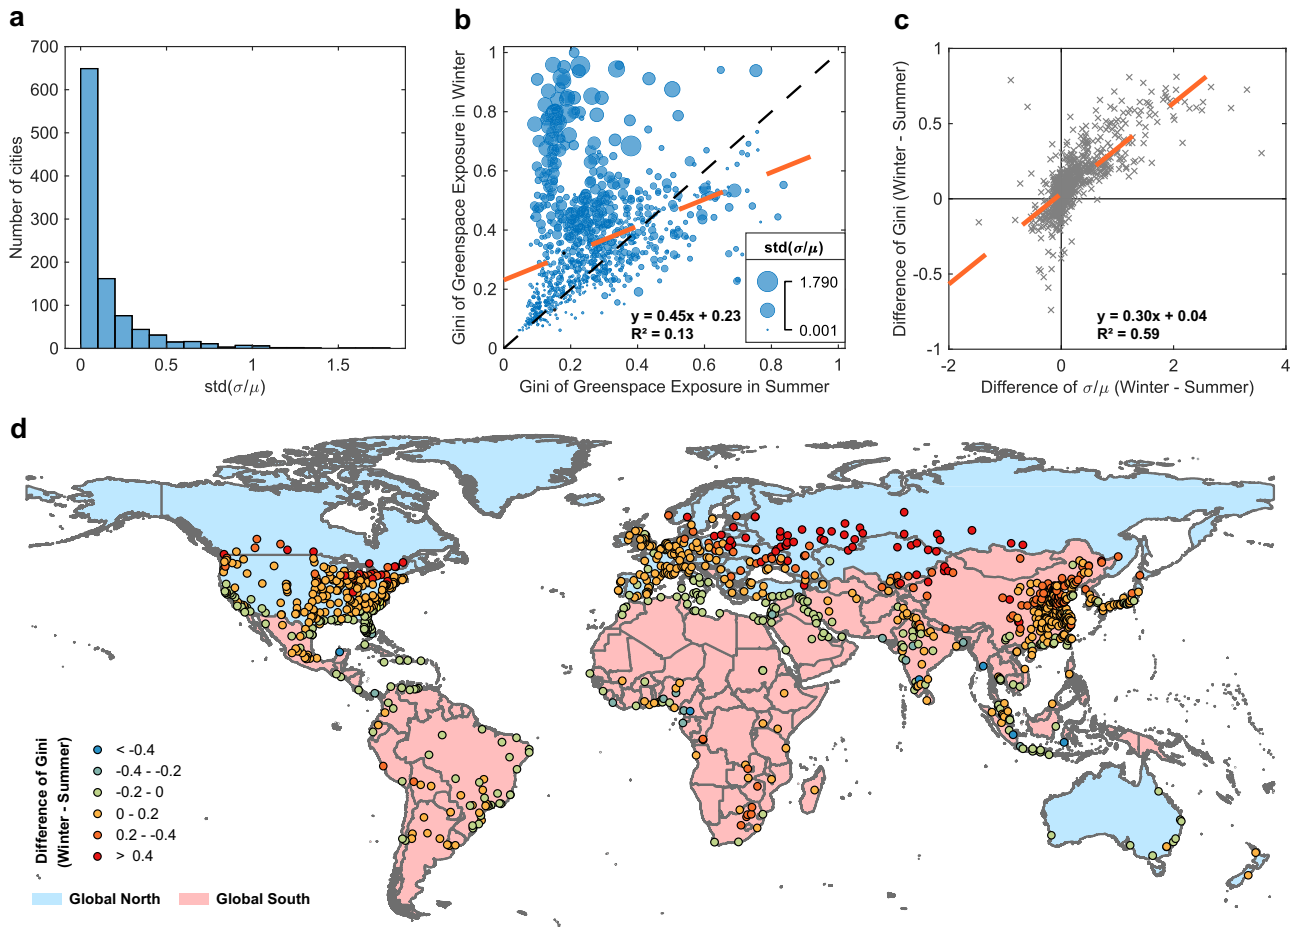 a
700
600
500
400
300
200
100
0
Number of cities
0
0.5
1
1.5
std(σ/μ)
b
1
0.8
0.6
0.4
0.2
0
Gini of Greenspace Exposure in Winter
0
0.2
0.4
0.6
0.8
1
Gini of Greenspace Exposure in Summer
std(σ/μ)
1.790
0.001
y = 0.45x + 0.23
R² = 0.13
c
1
0.5
0
-0.5
-1
Difference of Gini (Winter - Summer)
-2
0
2
4
Difference of σ/μ (Winter - Summer)
y = 0.30x + 0.04
R² = 0.59
d
Difference of Gini
(Winter - Summer)
< -0.4
-0.4 - -0.2
-0.2 - 0
0 - 0.2
0.2 - -0.4
> 0.4
Global North
Global South